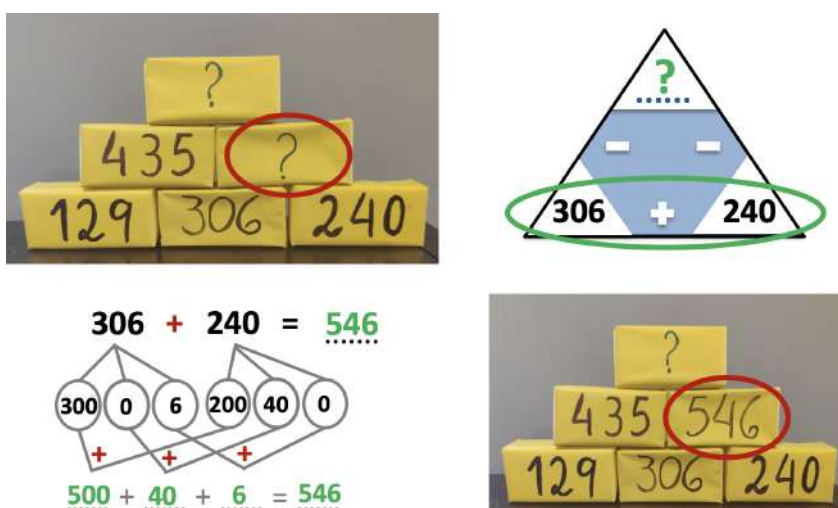 ?
435 ?
129 306 240
?
- -
306 + 240
306 + 240 = 546
300 0 6 200 40 0
+ + +
500 + 40 + 6 = 546
?
435 546
129 306 240